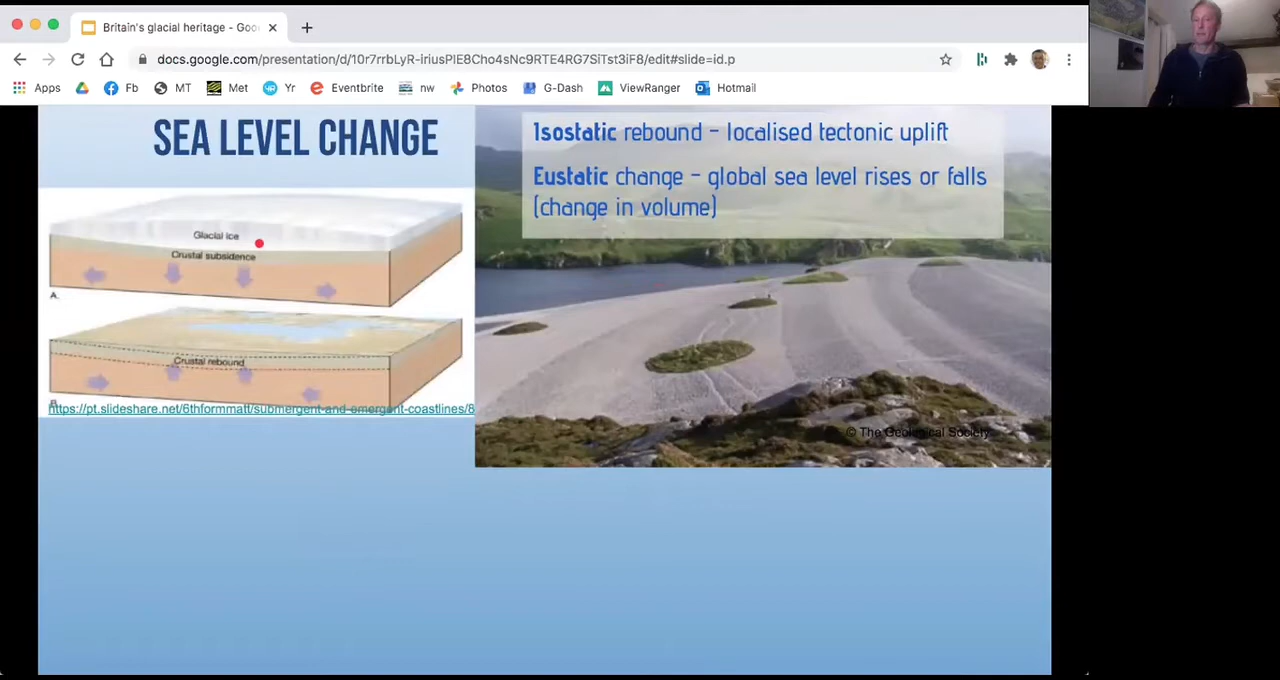 Britain's glacial heritage - Goo
docs.google.com/presentation/d/10r7rrbLyR-iriusPlE8Cho4sNc9RTE4RG7SiTst3iF8/edit#slide=id.p
Apps Fb MT Met Yr Eventbrite nw Photos G-Dash ViewRanger Hotmail
SEA LEVEL CHANGE
Isostatic rebound - localised tectonic uplift
Eustatic change - global sea level rises or falls
(change in volume)
Glacial ice
Crustal subsidence
A.
Crustal rebound
B.
https://pt.slideshare.net/6thformmatt/submergent-and-emergent-coastlines/8
© The Geological Society